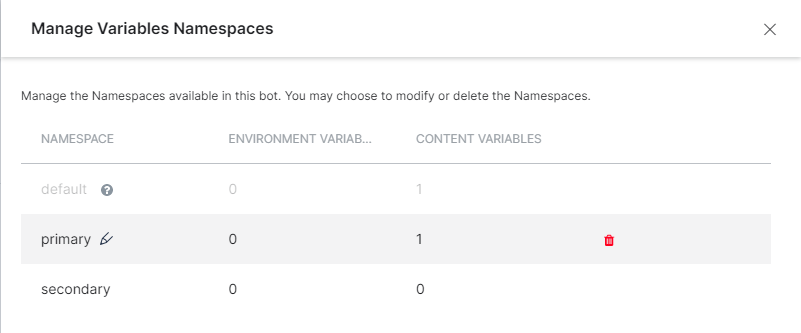 Manage Variables Namespaces
Manage the Namespaces available in this bot. You may choose to modify or delete the Namespaces.
NAMESPACE ENVIRONMENT VARIAB... CONTENT VARIABLES
default ? 0 1
primary 0 1
secondary 0 0